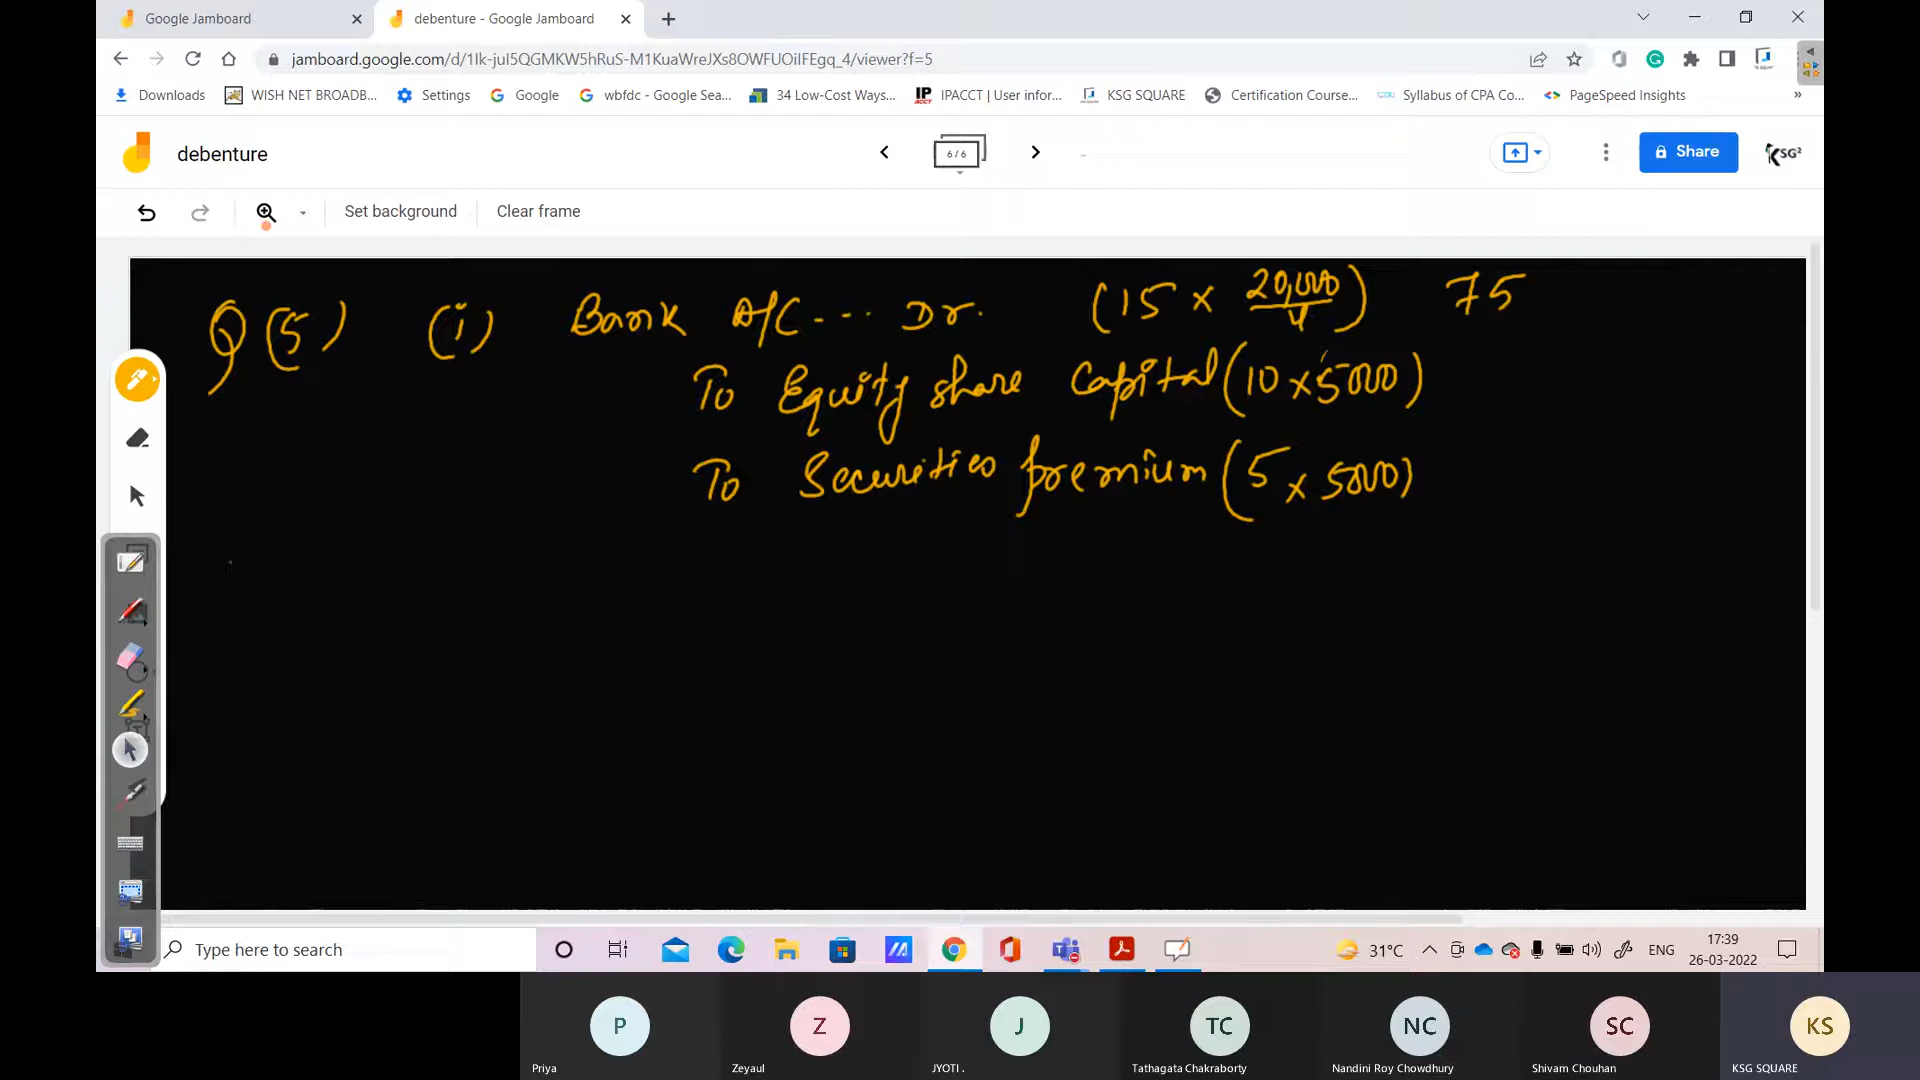 Google Jamboard
debenture - Google Jamboard
jamboard.google.com/d/1Ik-juI5QGMKW5hRuS-M1KuaWreJXs8OWFUOiIFEgq_4/viewer?f=5
Downloads WISH NET BROADB... Settings Google wbfdc - Google Sea... 34 Low-Cost Ways... IPACCT | User infor... KSG SQUARE Certification Course... Syllabus of CPA Co... PageSpeed Insights »
debenture
6 / 6
Share
KSG²
Set background Clear frame
Q (5) (i) Bank A/C ... Dr. (15 × 20,000/4) 75
To Equity share Capital (10 × 5000)
To Securities premium (5 × 5000)
Type here to search
31°C ENG 17:39
26-03-2022
P Z J TC NC SC KS
Priya Zeyaul JYOTI . Tathagata Chakraborty Nandini Roy Chowdhury Shivam Chouhan KSG SQUARE